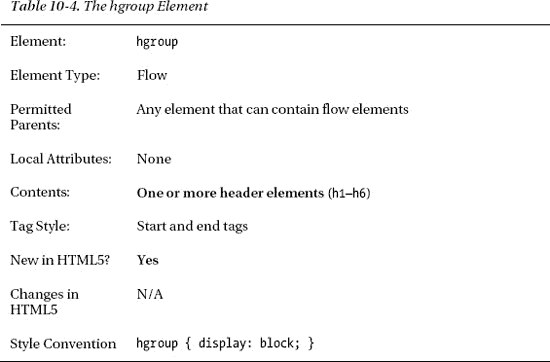 Table 10-4. The hgroup Element
Element: hgroup
Element Type: Flow
Permitted Parents: Any element that can contain flow elements
Local Attributes: None
Contents: One or more header elements (h1–h6)
Tag Style: Start and end tags
New in HTML5? Yes
Changes in HTML5 N/A
Style Convention hgroup { display: block; }